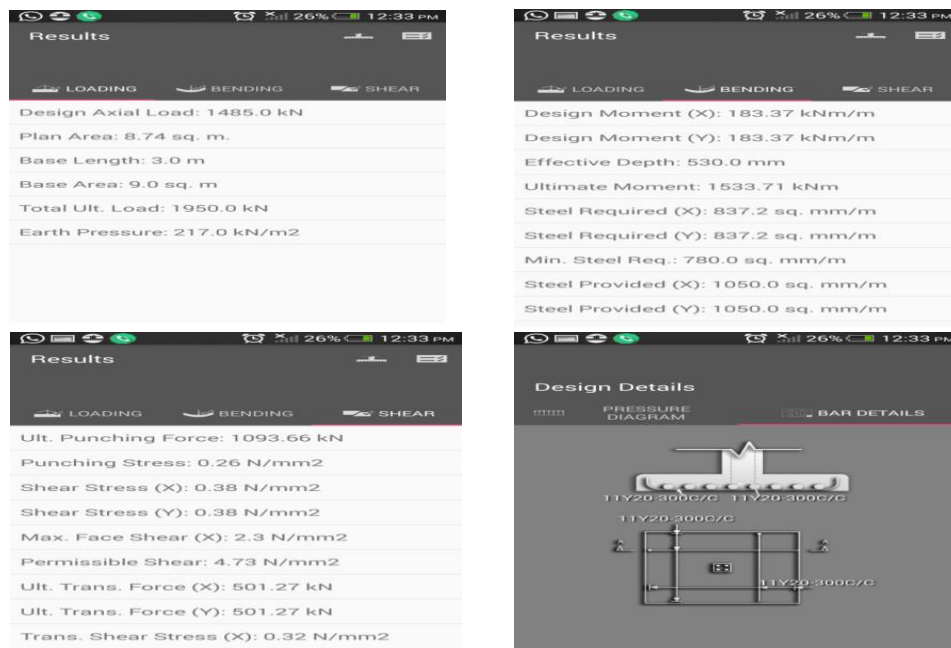 26% 12:33 PM
Results
LOADING BENDING SHEAR
Design Axial Load: 1485.0 kN
Plan Area: 8.74 sq. m.
Base Length: 3.0 m
Base Area: 9.0 sq. m
Total Ult. Load: 1950.0 kN
Earth Pressure: 217.0 kN/m2
26% 12:33 PM
Results
LOADING BENDING SHEAR
Design Moment (X): 183.37 kNm/m
Design Moment (Y): 183.37 kNm/m
Effective Depth: 530.0 mm
Ultimate Moment: 1533.71 kNm
Steel Required (X): 837.2 sq. mm/m
Steel Required (Y): 837.2 sq. mm/m
Min. Steel Req.: 780.0 sq. mm/m
Steel Provided (X): 1050.0 sq. mm/m
Steel Provided (Y): 1050.0 sq. mm/m
26% 12:33 PM
Results
LOADING BENDING SHEAR
Ult. Punching Force: 1093.66 kN
Punching Stress: 0.26 N/mm2
Shear Stress (X): 0.38 N/mm2
Shear Stress (Y): 0.38 N/mm2
Max. Face Shear (X): 2.3 N/mm2
Permissible Shear: 4.73 N/mm2
Ult. Trans. Force (X): 501.27 kN
Ult. Trans. Force (Y): 501.27 kN
Trans. Shear Stress (X): 0.32 N/mm2
26% 12:33 PM
Design Details
PRESSURE
DIAGRAM
BAR DETAILS
11Y20-300C/C 11Y20-300C/C
11Y20-300C/C
11Y20-300C/C